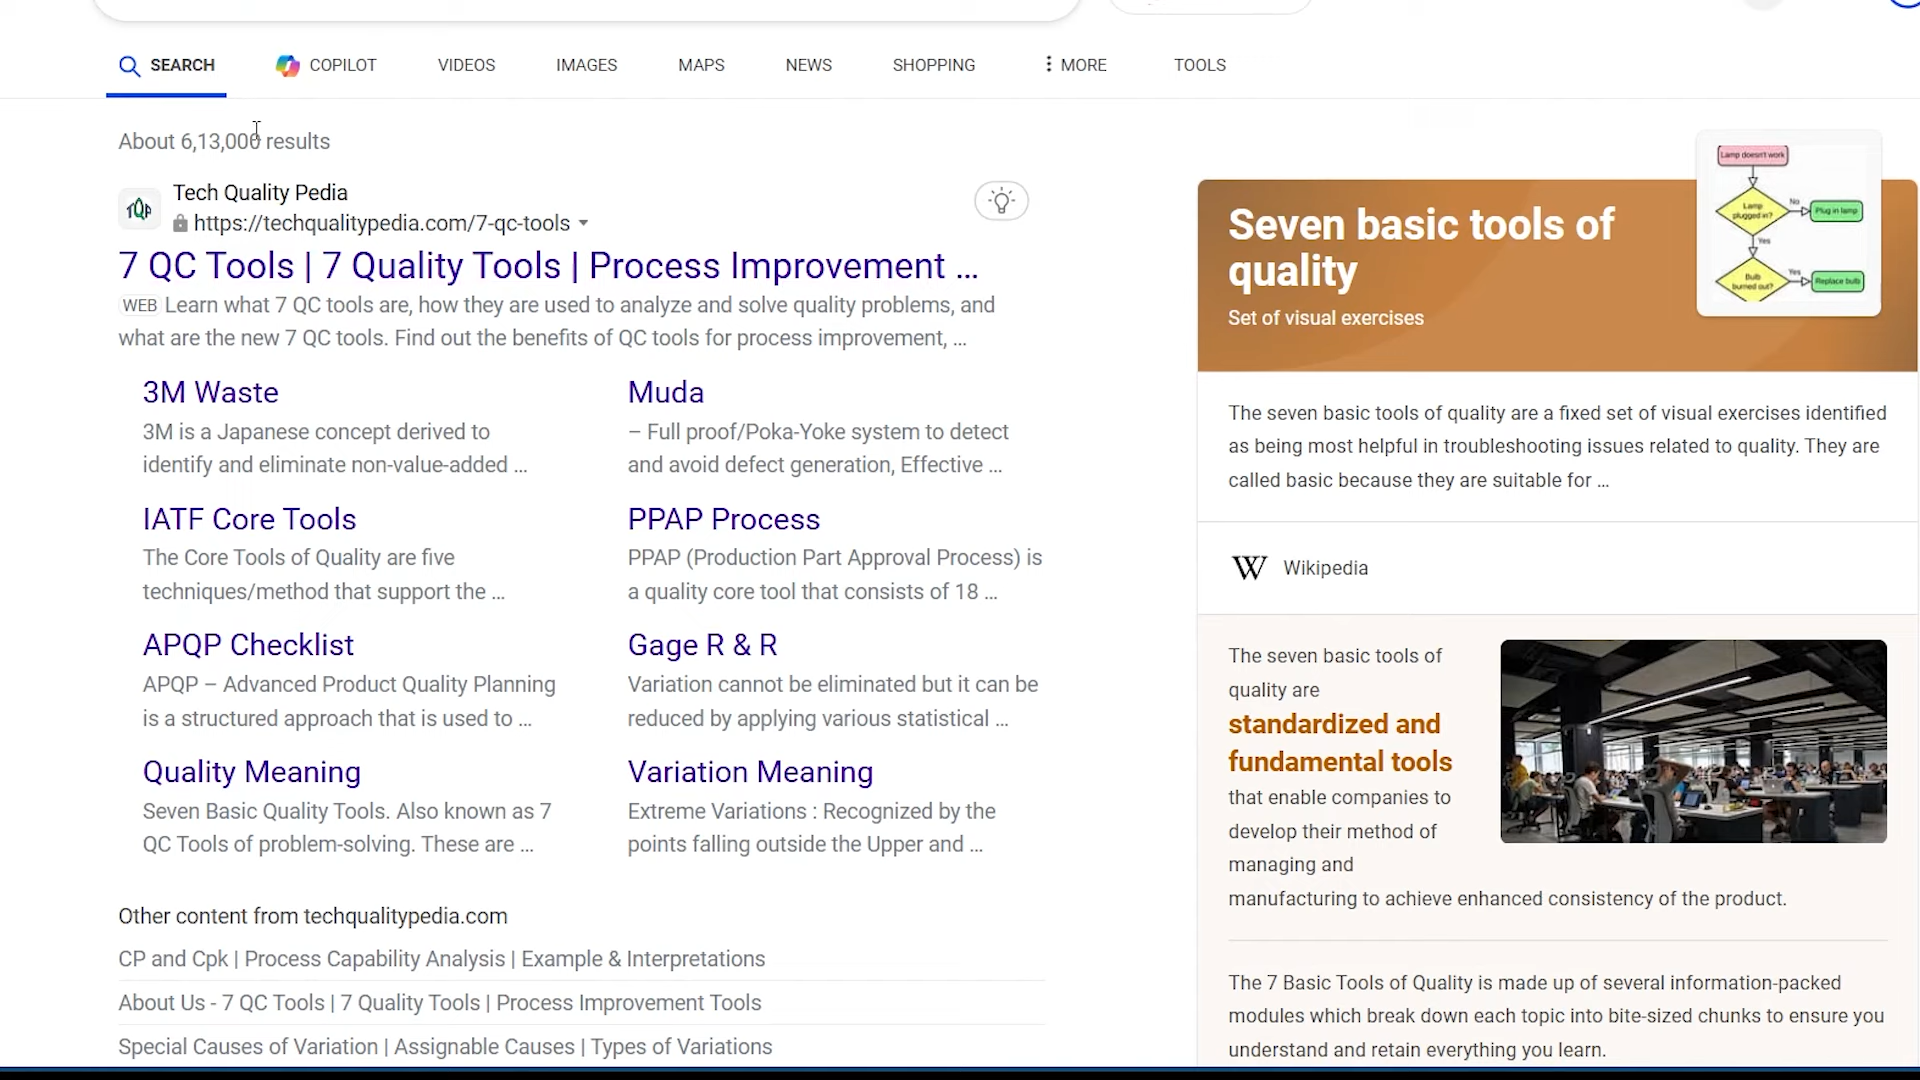 SEARCH COPILOT VIDEOS IMAGES MAPS NEWS SHOPPING MORE TOOLS
About 6,13,000 results
Tech Quality Pedia
https://techqualitypedia.com/7-qc-tools
7 QC Tools | 7 Quality Tools | Process Improvement ...
WEB Learn what 7 QC tools are, how they are used to analyze and solve quality problems, and
what are the new 7 QC tools. Find out the benefits of QC tools for process improvement, ...
3M Waste
3M is a Japanese concept derived to
identify and eliminate non-value-added ...
Muda
– Full proof/Poka-Yoke system to detect
and avoid defect generation, Effective ...
IATF Core Tools
The Core Tools of Quality are five
techniques/method that support the ...
PPAP Process
PPAP (Production Part Approval Process) is
a quality core tool that consists of 18 ...
APQP Checklist
APQP – Advanced Product Quality Planning
is a structured approach that is used to ...
Gage R & R
Variation cannot be eliminated but it can be
reduced by applying various statistical ...
Quality Meaning
Seven Basic Quality Tools. Also known as 7
QC Tools of problem-solving. These are ...
Variation Meaning
Extreme Variations : Recognized by the
points falling outside the Upper and ...
Other content from techqualitypedia.com
CP and Cpk | Process Capability Analysis | Example & Interpretations
About Us - 7 QC Tools | 7 Quality Tools | Process Improvement Tools
Special Causes of Variation | Assignable Causes | Types of Variations
Seven basic tools of
quality
Set of visual exercises
Lamp doesn't work
Lamp
plugged in?
No
Plug in lamp
Yes
Bulb
burned out?
Yes
Replace bulb
The seven basic tools of quality are a fixed set of visual exercises identified
as being most helpful in troubleshooting issues related to quality. They are
called basic because they are suitable for ...
W Wikipedia
The seven basic tools of
quality are
standardized and
fundamental tools
that enable companies to
develop their method of
managing and
manufacturing to achieve enhanced consistency of the product.
The 7 Basic Tools of Quality is made up of several information-packed
modules which break down each topic into bite-sized chunks to ensure you
understand and retain everything you learn.